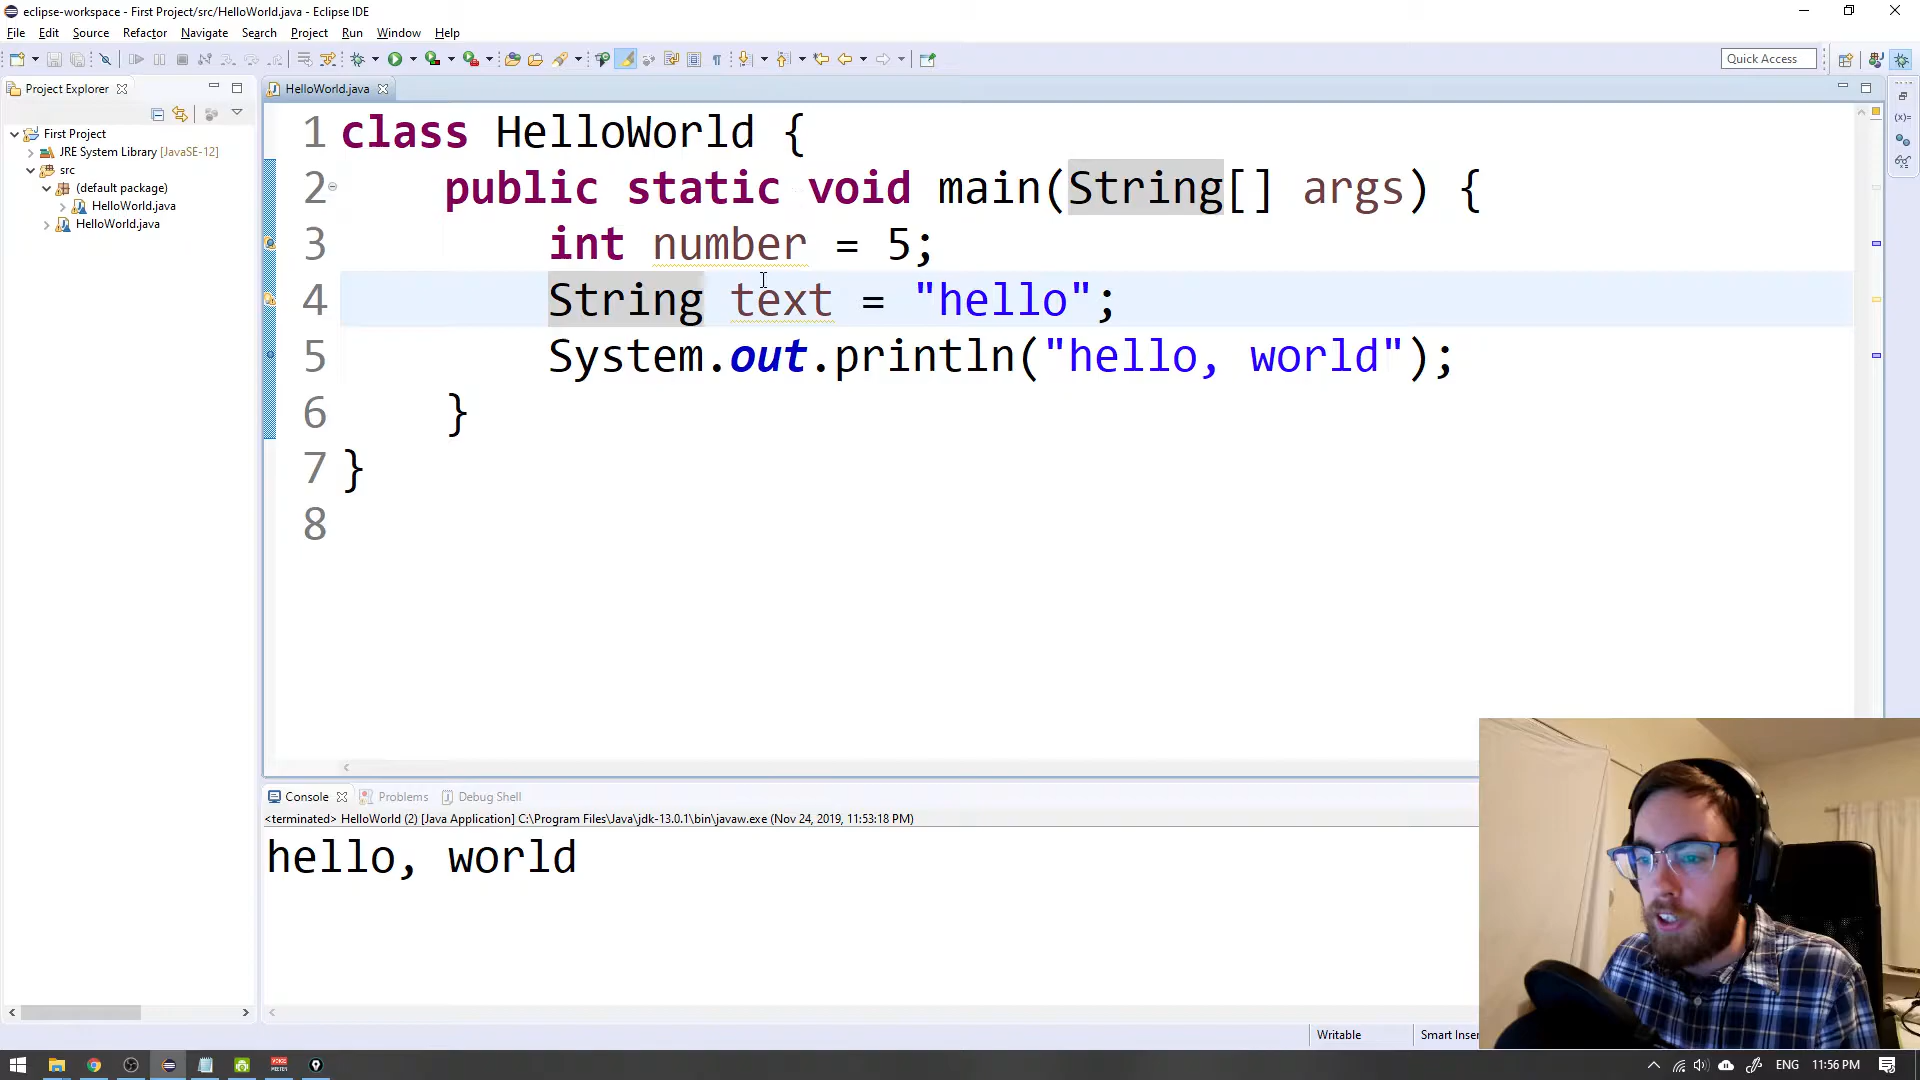 eclipse-workspace - First Project/src/HelloWorld.java - Eclipse IDE
File Edit Source Refactor Navigate Search Project Run Window Help
Quick Access
Project Explorer
HelloWorld.java
First Project
JRE System Library [JavaSE-12]
src
(default package)
HelloWorld.java
HelloWorld.java
1 class HelloWorld {
2 public static void main(String[] args) {
3 int number = 5;
4 String text = "hello";
5 System.out.println("hello, world");
6 }
7 }
8
Console Problems Debug Shell
<terminated> HelloWorld (2) [Java Application] C:\Program Files\Java\jdk-13.0.1\bin\javaw.exe (Nov 24, 2019, 11:53:18 PM)
hello, world
Writable Smart Inser
ENG 11:56 PM